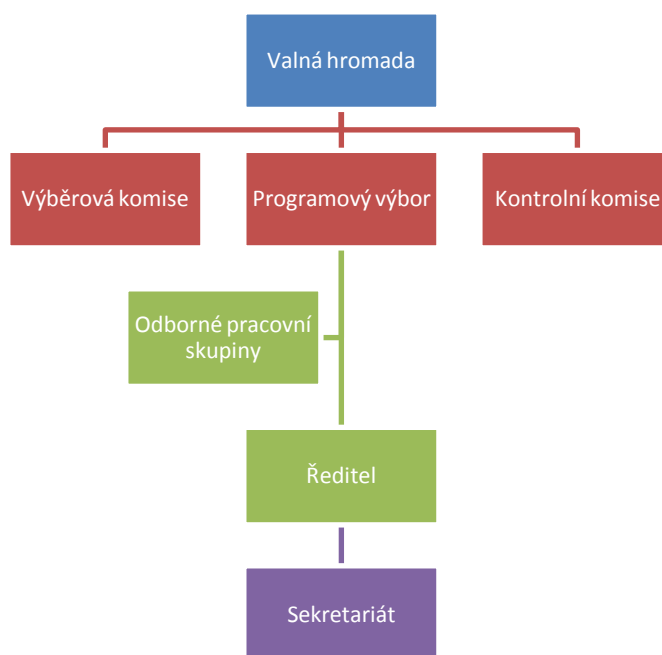 Valná hromada
Výběrová komise
Programový výbor
Kontrolní komise
Odborné pracovní
skupiny
Ředitel
Sekretariát